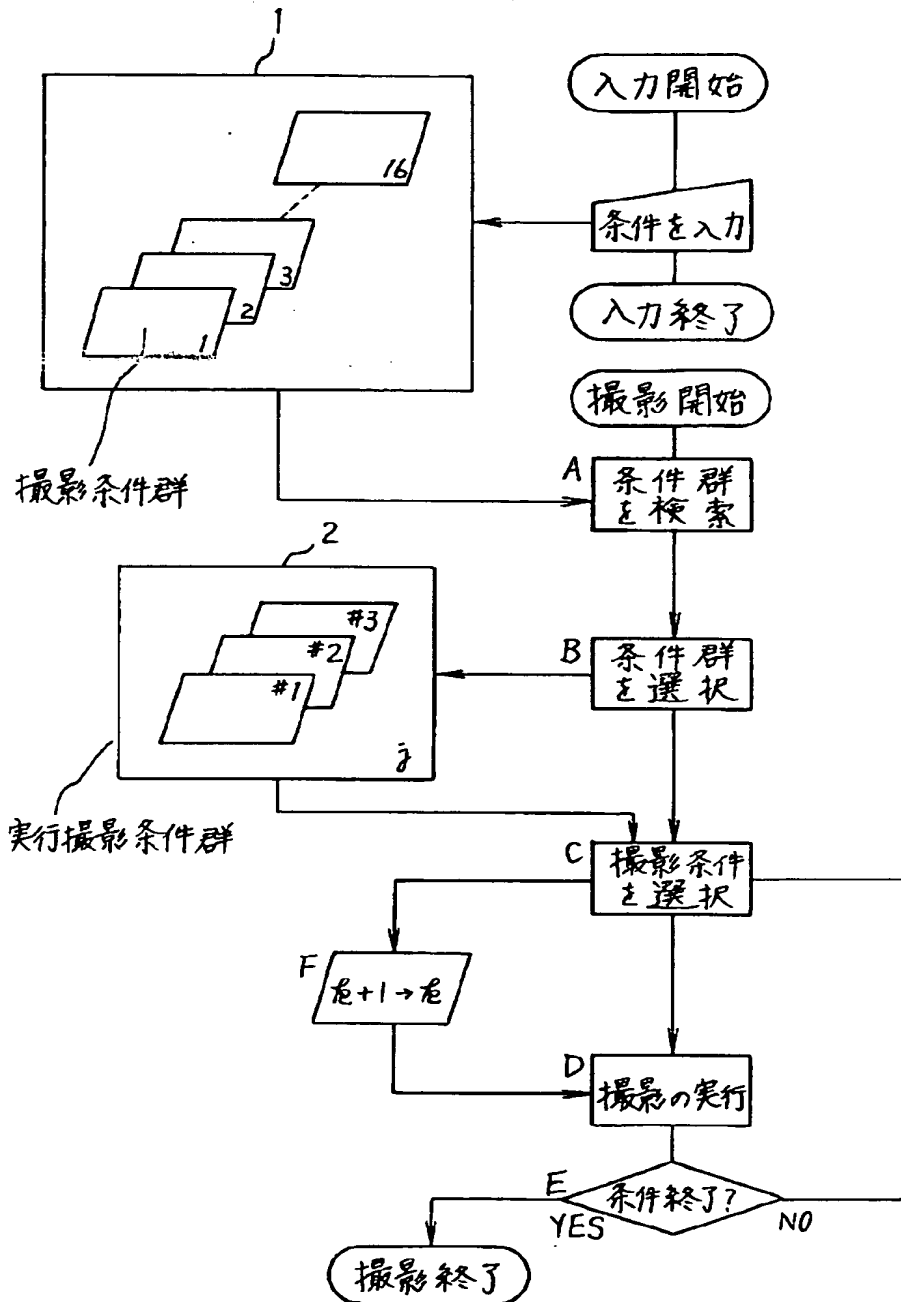 1
入力開始
16
3
2
1
条件を入力
入力終了
撮影条件群
撮影開始
A
条件群
を検索
2
#3
#2
#1
j
B
条件群
を選択
実行撮影条件群
C
撮影条件
を選択
F
D
撮影の実行
E
条件終了?
YES
NO
撮影終了